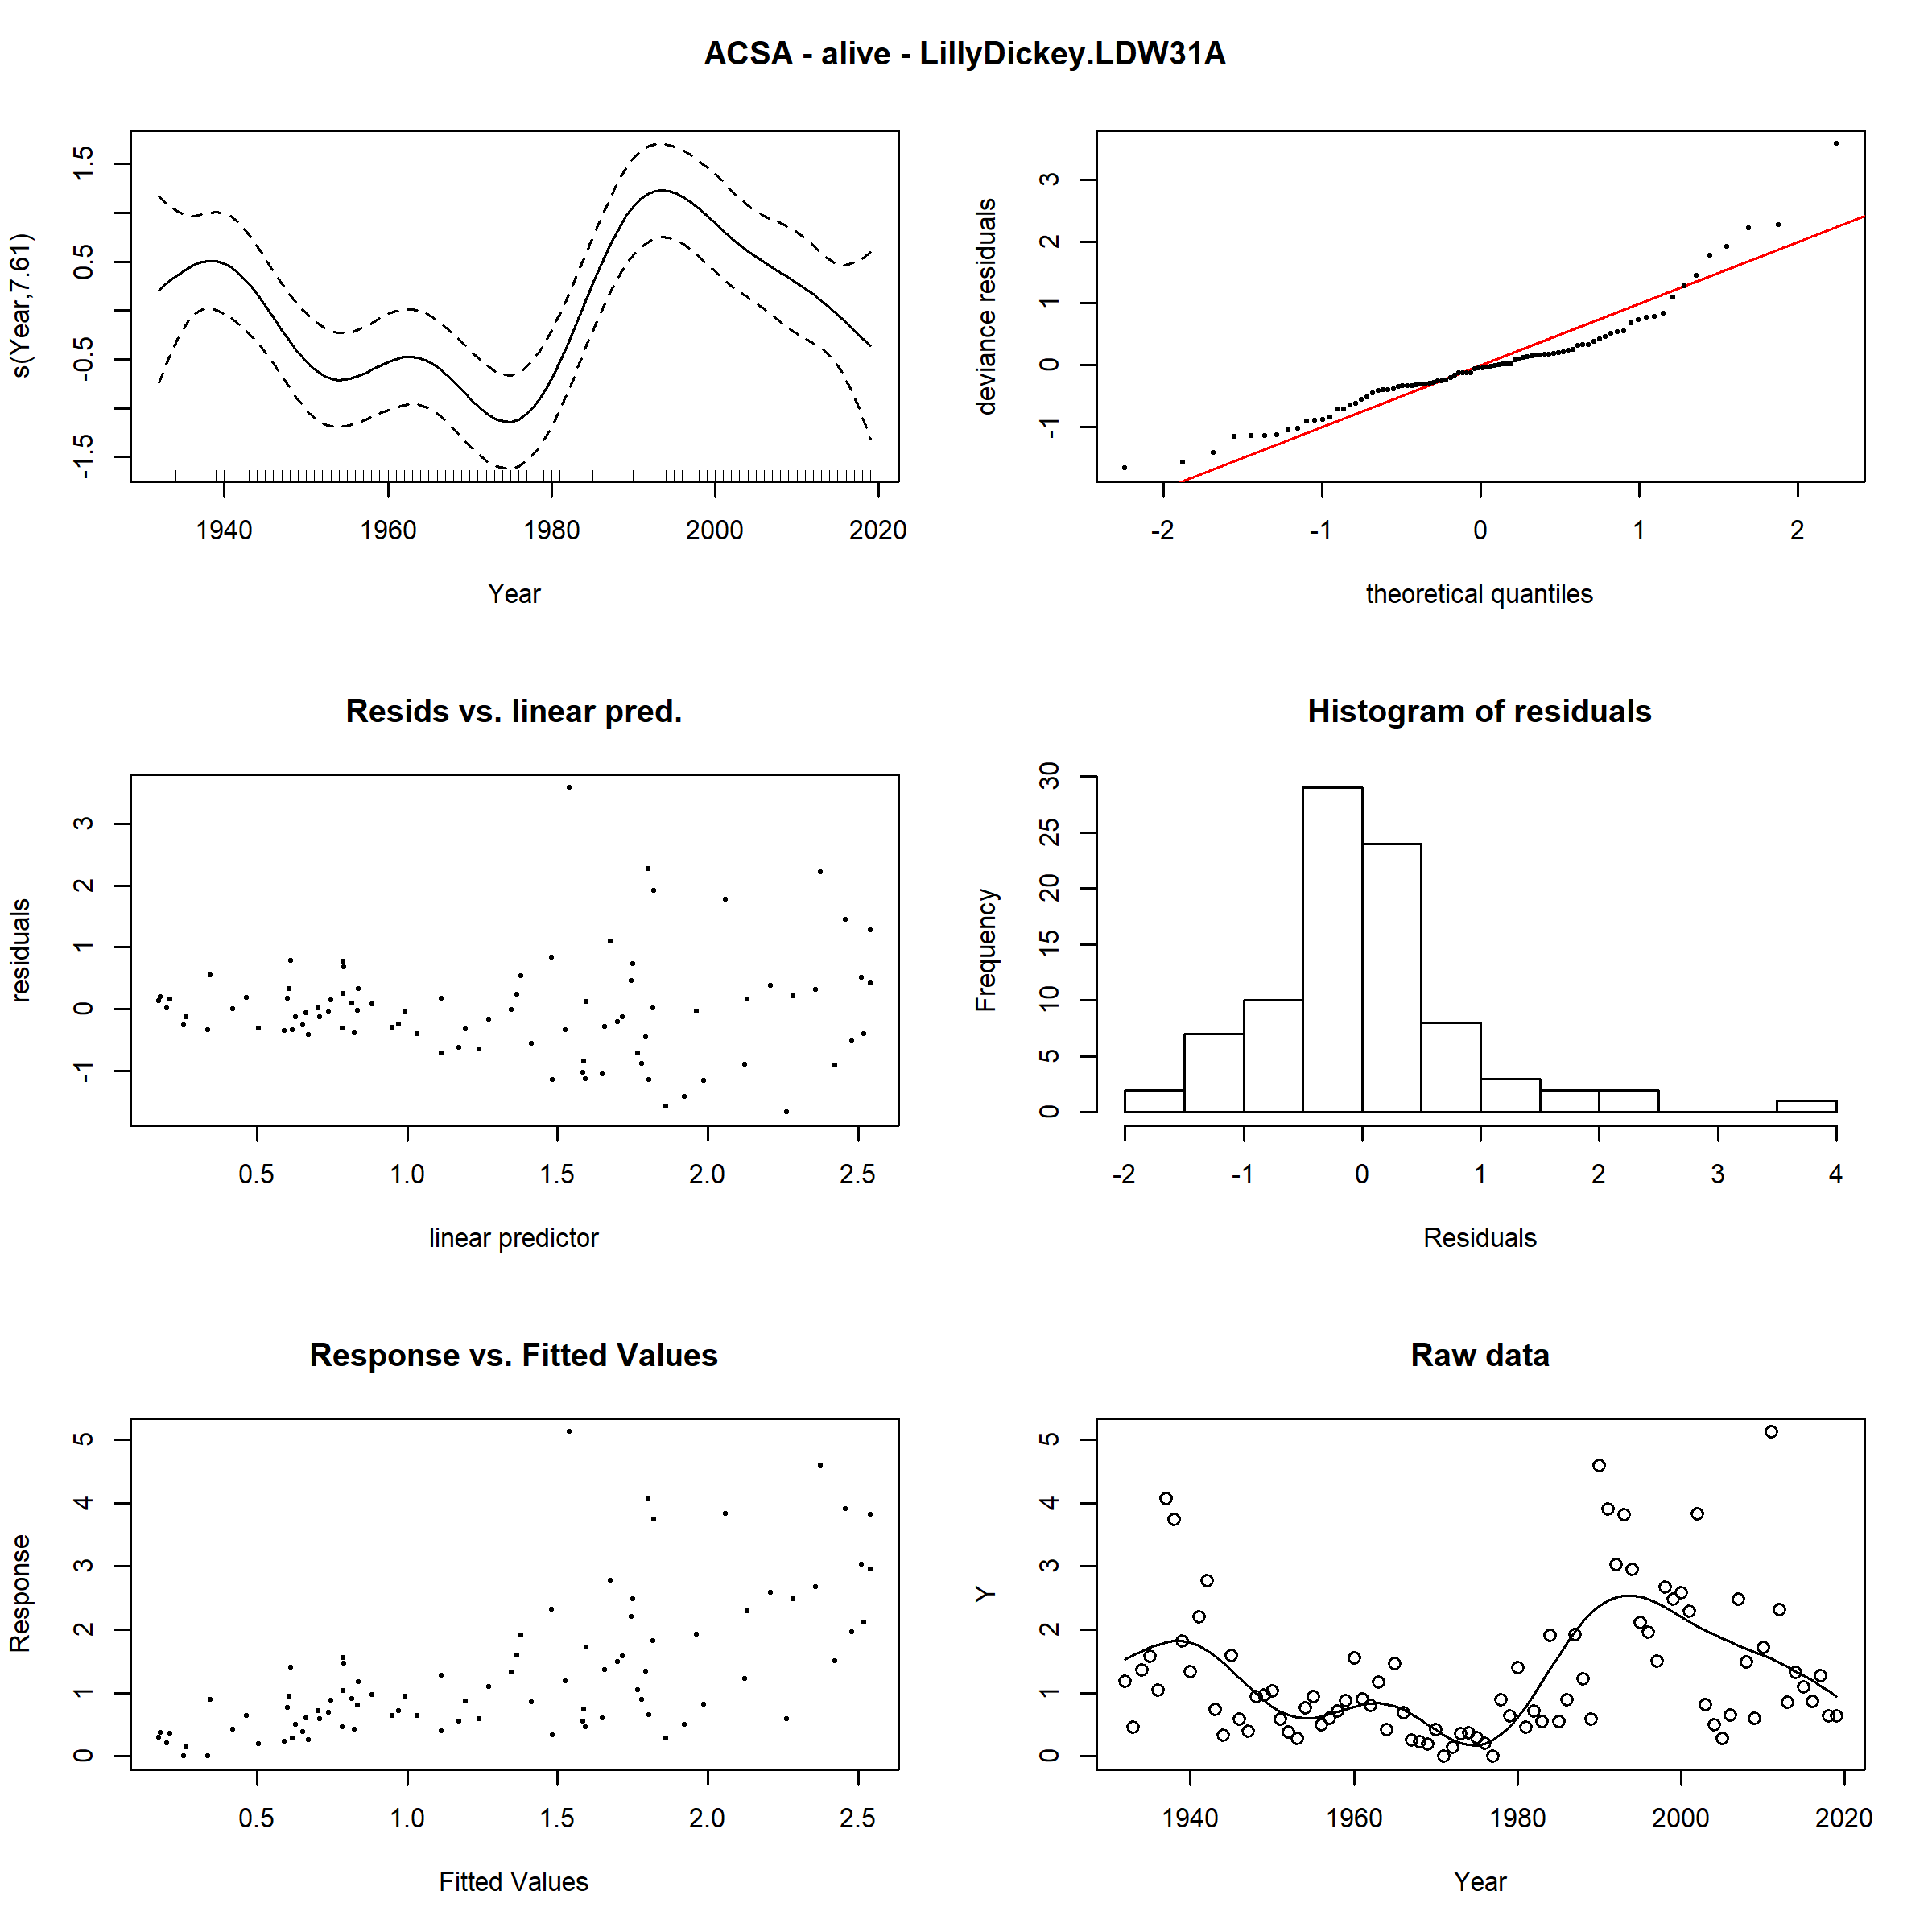 ACSA - alive - LillyDickey.LDW31A
s(Year,7.61)
-1.5 -0.5 0.5 1.5
1940 1960 1980 2000 2020
Year
deviance residuals
-1 0 1 2 3
-2 -1 0 1 2
theoretical quantiles
Resids vs. linear pred.
residuals
-1 0 1 2 3
0.5 1.0 1.5 2.0 2.5
linear predictor
Histogram of residuals
Frequency
0 5 10 15 20 25 30
-2 -1 0 1 2 3 4
Residuals
Response vs. Fitted Values
Response
0 1 2 3 4 5
0.5 1.0 1.5 2.0 2.5
Fitted Values
Raw data
Y
0 1 2 3 4 5
1940 1960 1980 2000 2020
Year